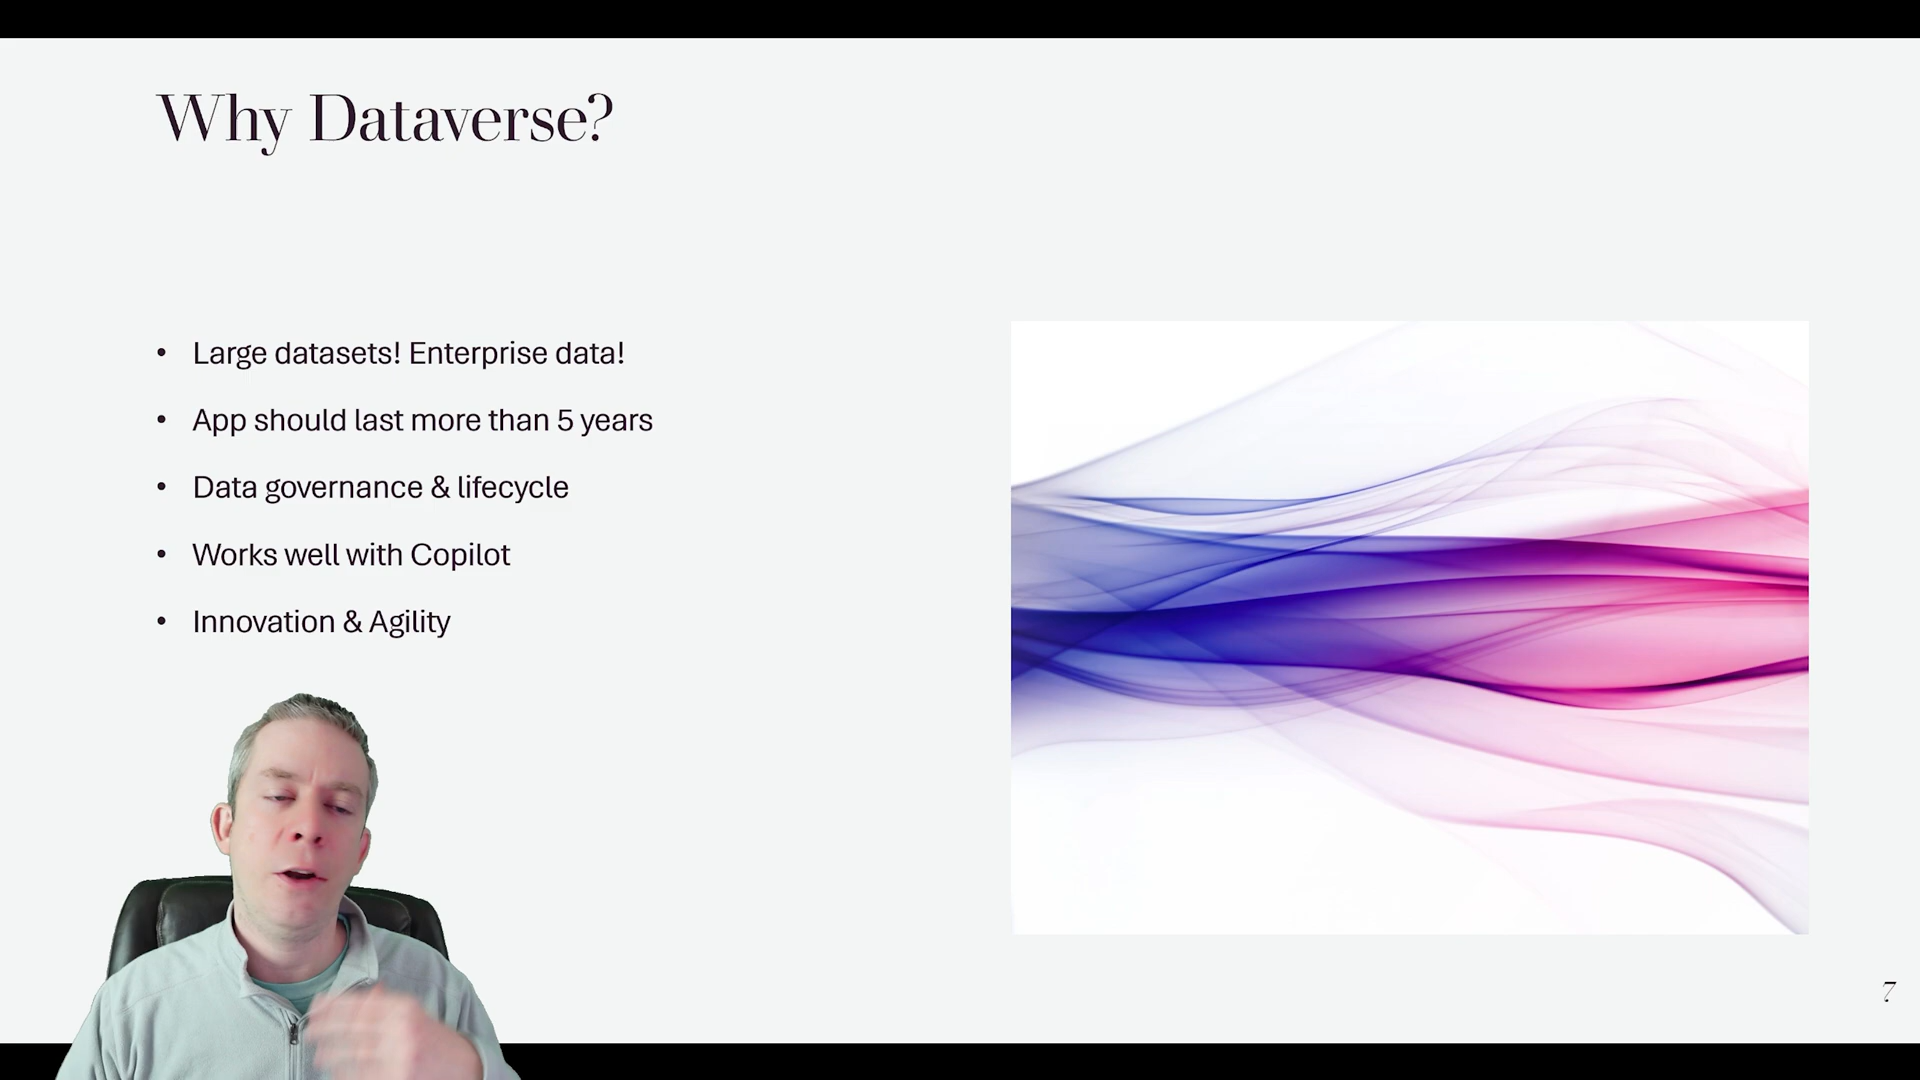 Why Dataverse?
• Large datasets! Enterprise data!
• App should last more than 5 years
• Data governance & lifecycle
• Works well with Copilot
• Innovation & Agility
7